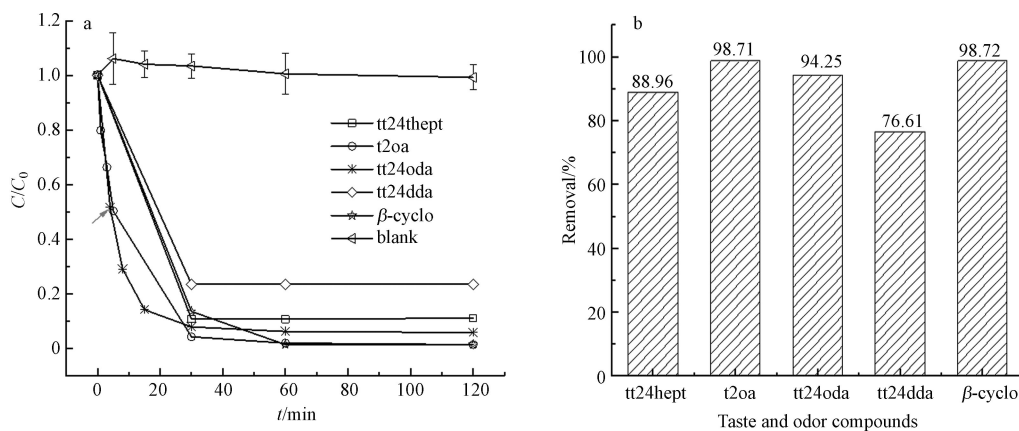 a
1.2
1.0
0.8
0.6
0.4
0.2
0
C/C0
0 20 40 60 80 100 120
t/min
tt24thept
t2oa
tt24oda
tt24dda
β-cyclo
blank
b
100
80
60
40
20
0
Removal/%
88.96
98.71
94.25
76.61
98.72
tt24hept t2oa tt24oda tt24dda β-cyclo
Taste and odor compounds